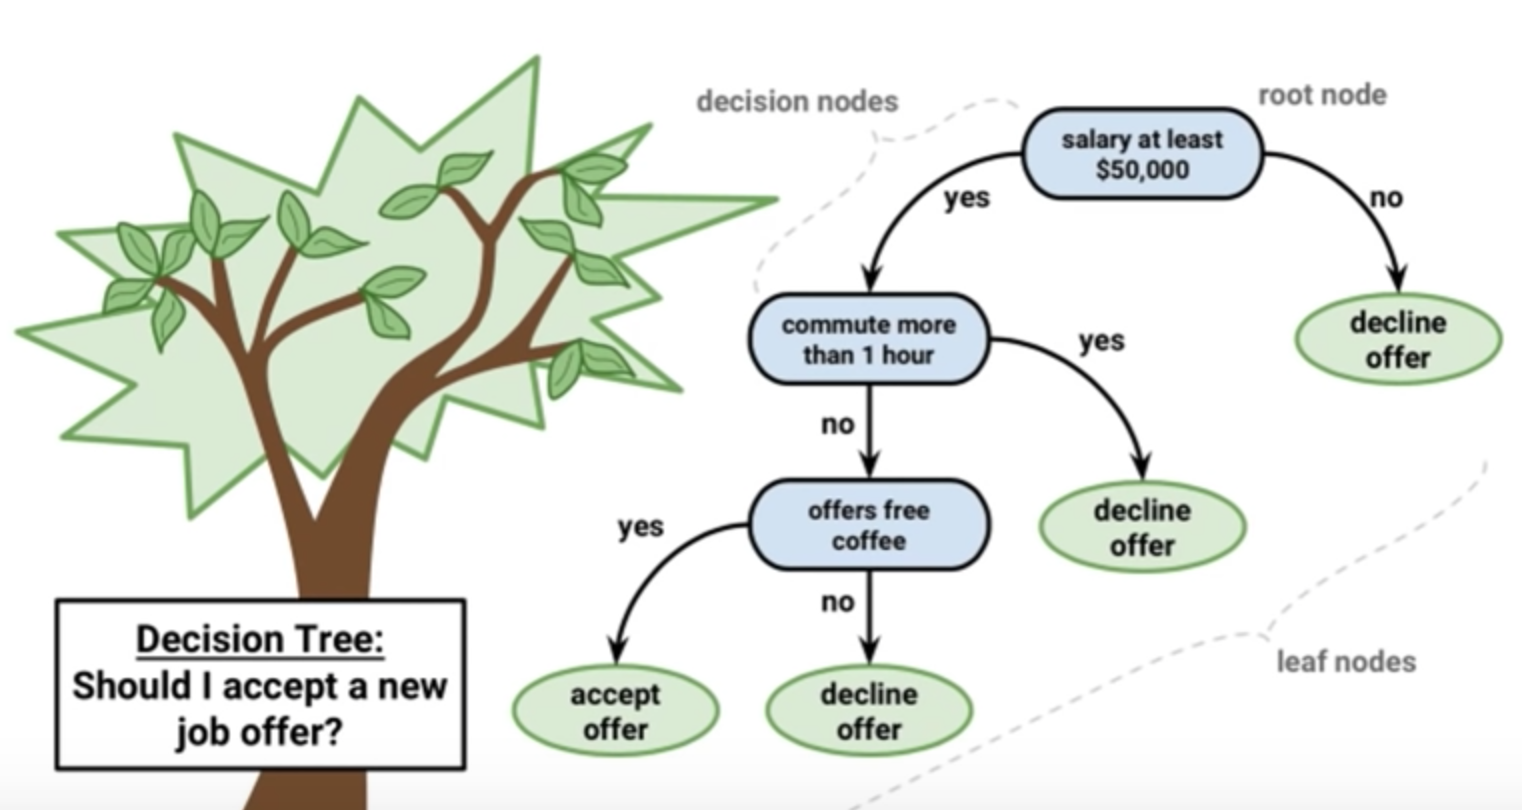 decision nodes
root node
salary at least
$50,000
yes
no
commute more
than 1 hour
yes
decline
offer
no
offers free
coffee
yes
decline
offer
no
Decision Tree:
Should I accept a new
job offer?
accept
offer
decline
offer
leaf nodes